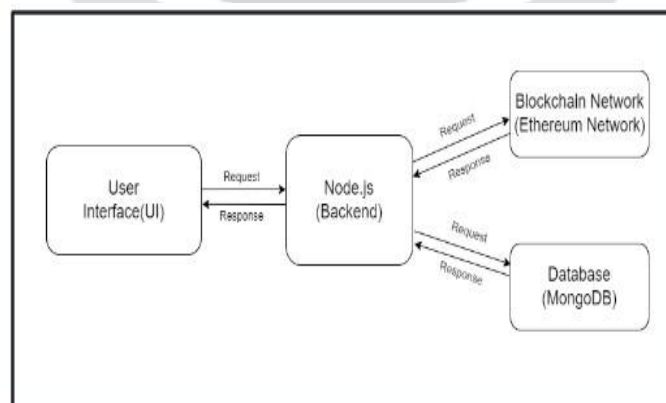 User
Interface(UI)
Request
Response
Node.js
(Backend)
Request
Response
Blockchain Network
(Ethereum Network)
Request
Response
Database
(MongoDB)